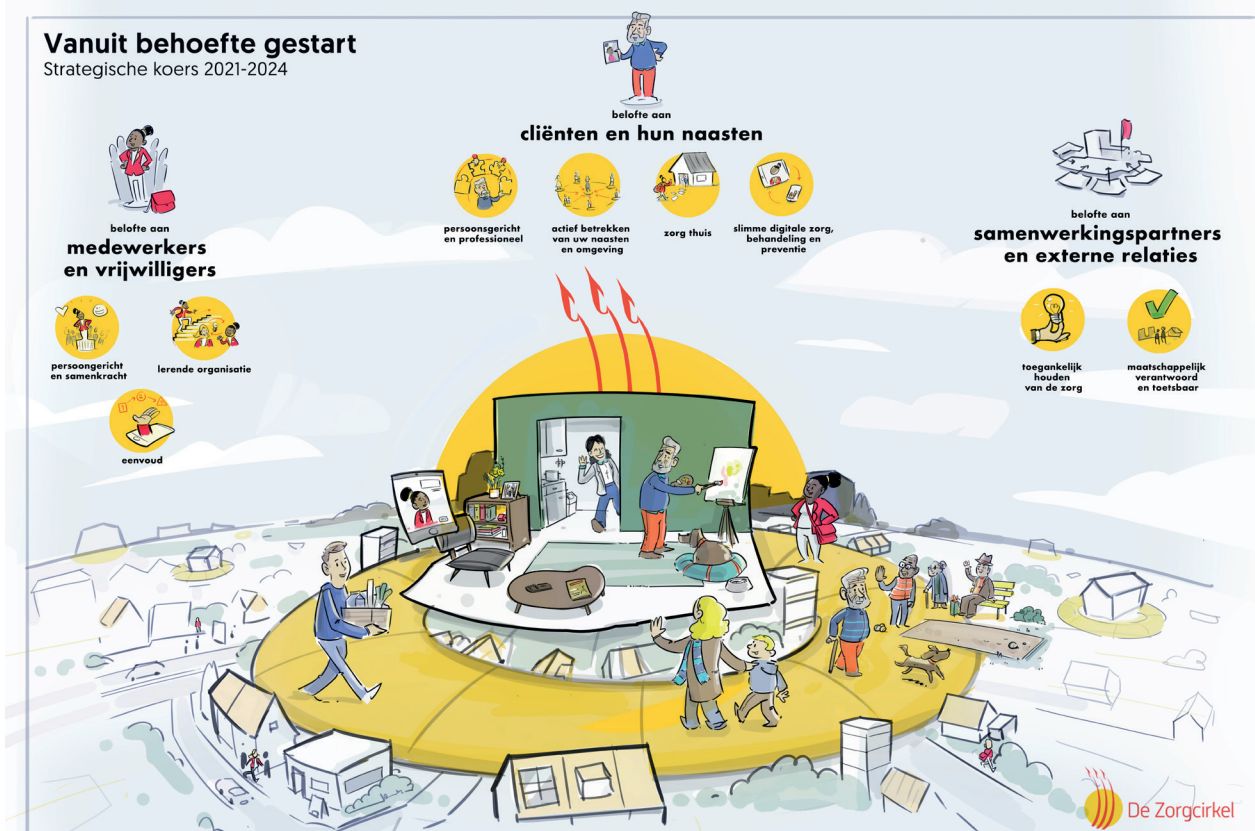 Vanuit behoefte gestart
Strategische koers 2021-2024
belofte aan
cliënten en hun naasten
persoonsgericht
en professioneel
actief betrekken
van uw naasten
en omgeving
zorg thuis
slimme digitale zorg,
behandeling en
preventie
belofte aan
medewerkers
en vrijwilligers
persoongericht
en samenkracht
lerende organisatie
eenvoud
belofte aan
samenwerkingspartners
en externe relaties
toegankelijk
houden
van de zorg
maatschappelijk
verantwoord
en toetsbaar
De Zorgcirkel